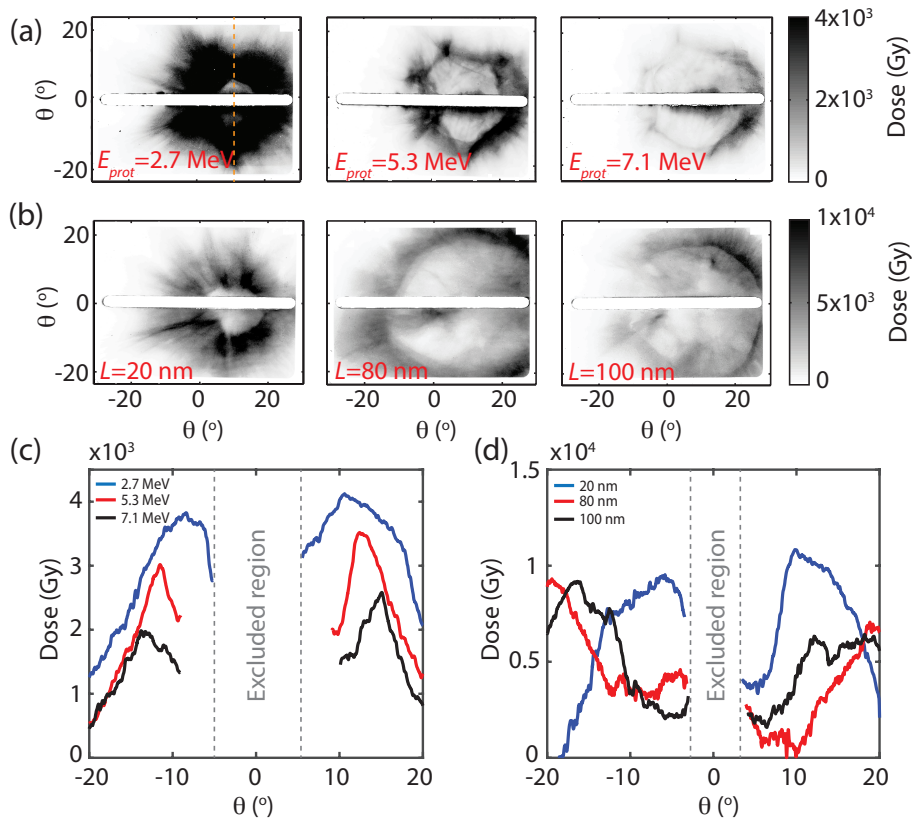 (a)
20
0
-20
θ (°)
E_prot=2.7 MeV
E_prot=5.3 MeV
E_prot=7.1 MeV
4x10³
2x10³
0
Dose (Gy)
(b)
20
0
-20
θ (°)
L=20 nm
L=80 nm
L=100 nm
1x10⁴
5x10³
0
Dose (Gy)
-20 0 20 -20 0 20 -20 0 20
θ (°) θ (°) θ (°)
(c)
x10³
4
3
2
1
0
Dose (Gy)
2.7 MeV
5.3 MeV
7.1 MeV
Excluded region
-20 -10 0 10 20
θ (°)
(d)
x10⁴
1.5
1
0.5
0
Dose (Gy)
20 nm
80 nm
100 nm
Excluded region
-20 -10 0 10 20
θ (°)